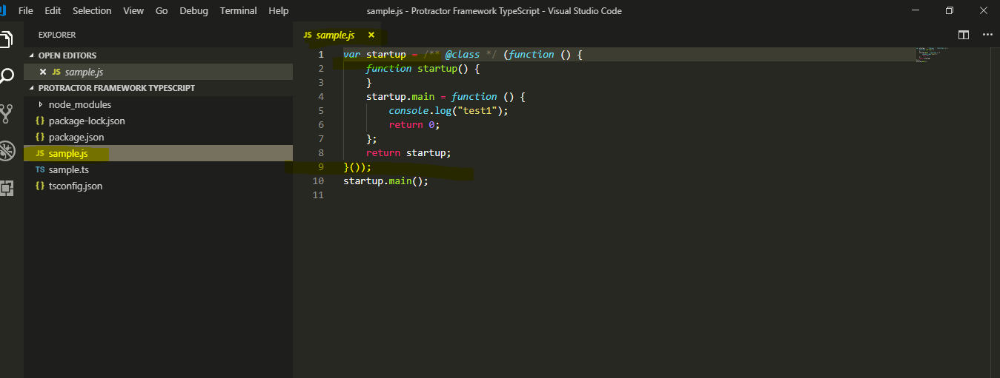 File Edit Selection View Go Debug Terminal Help sample.js - Protractor Framework TypeScript - Visual Studio Code
EXPLORER
OPEN EDITORS
JS sample.js
PROTRACTOR FRAMEWORK TYPESCRIPT
node_modules
{} package-lock.json
{} package.json
JS sample.js
TS sample.ts
{} tsconfig.json
JS sample.js
1 var startup = /** @class */ (function () {
2 function startup() {
3 }
4 startup.main = function () {
5 console.log("test1");
6 return 0;
7 };
8 return startup;
9 }());
10 startup.main();
11